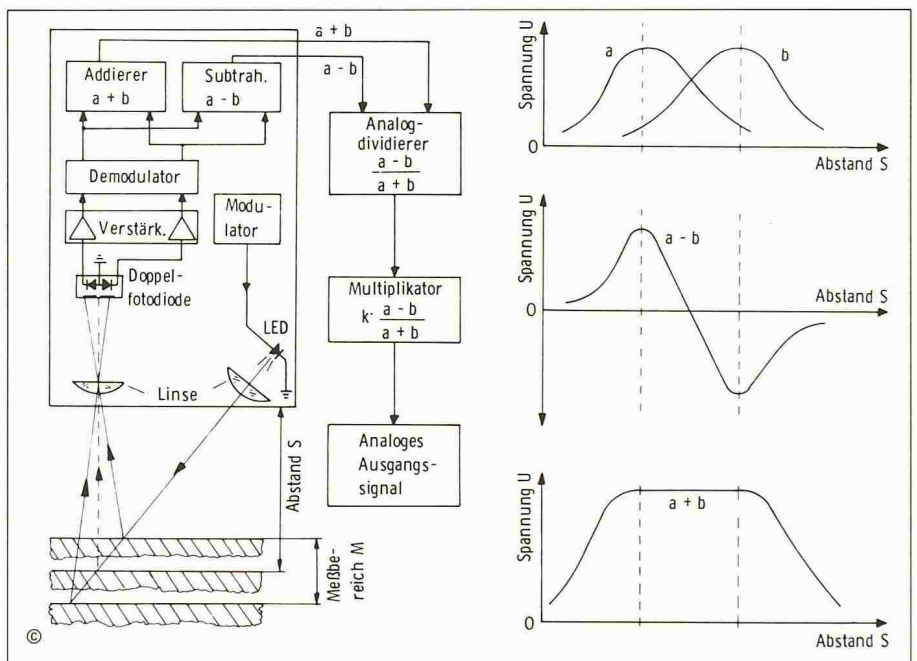 a + b
a - b
Addierer
a + b
Subtrah.
a - b
Demodulator
Verstärk.
Modu-
lator
Doppel-
fotodiode
LED
Linse
Abstand S
Meßbe-
reich M
©
Analog-
dividierer
a - b
a + b
Multiplikator
k· a - b
a + b
Analoges
Ausgangs-
signal
Spannung U
a
b
0
Abstand S
Spannung U
a - b
0
Abstand S
Spannung U
a + b
0
Abstand S